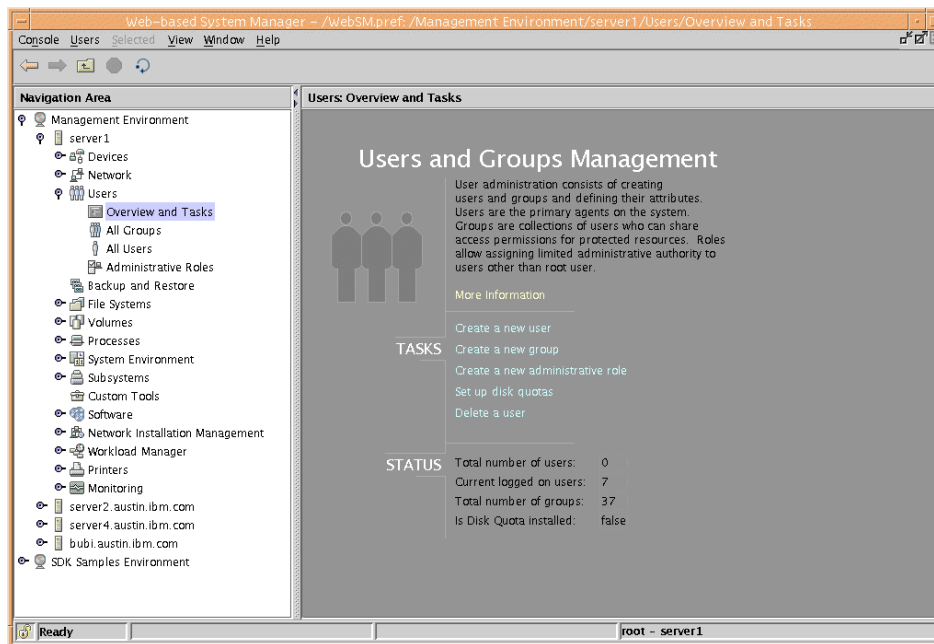 Web-based System Manager - /WebSM.pref: /Management Environment/server1/Users/Overview and Tasks
Console Users Selected View Window Help
Navigation Area
Management Environment
server1
Devices
Network
Users
Overview and Tasks
All Groups
All Users
Administrative Roles
Backup and Restore
File Systems
Volumes
Processes
System Environment
Subsystems
Custom Tools
Software
Network Installation Management
Workload Manager
Printers
Monitoring
server2.austin.ibm.com
server4.austin.ibm.com
bubi.austin.ibm.com
SDK Samples Environment
Users: Overview and Tasks
Users and Groups Management
User administration consists of creating
users and groups and defining their attributes.
Users are the primary agents on the system.
Groups are collections of users who can share
access permissions for protected resources. Roles
allow assigning limited administrative authority to
users other than root user.
More Information
TASKS
Create a new user
Create a new group
Create a new administrative role
Set up disk quotas
Delete a user
STATUS
Total number of users: 0
Current logged on users: 7
Total number of groups: 37
Is Disk Quota installed: false
Ready
root - server1